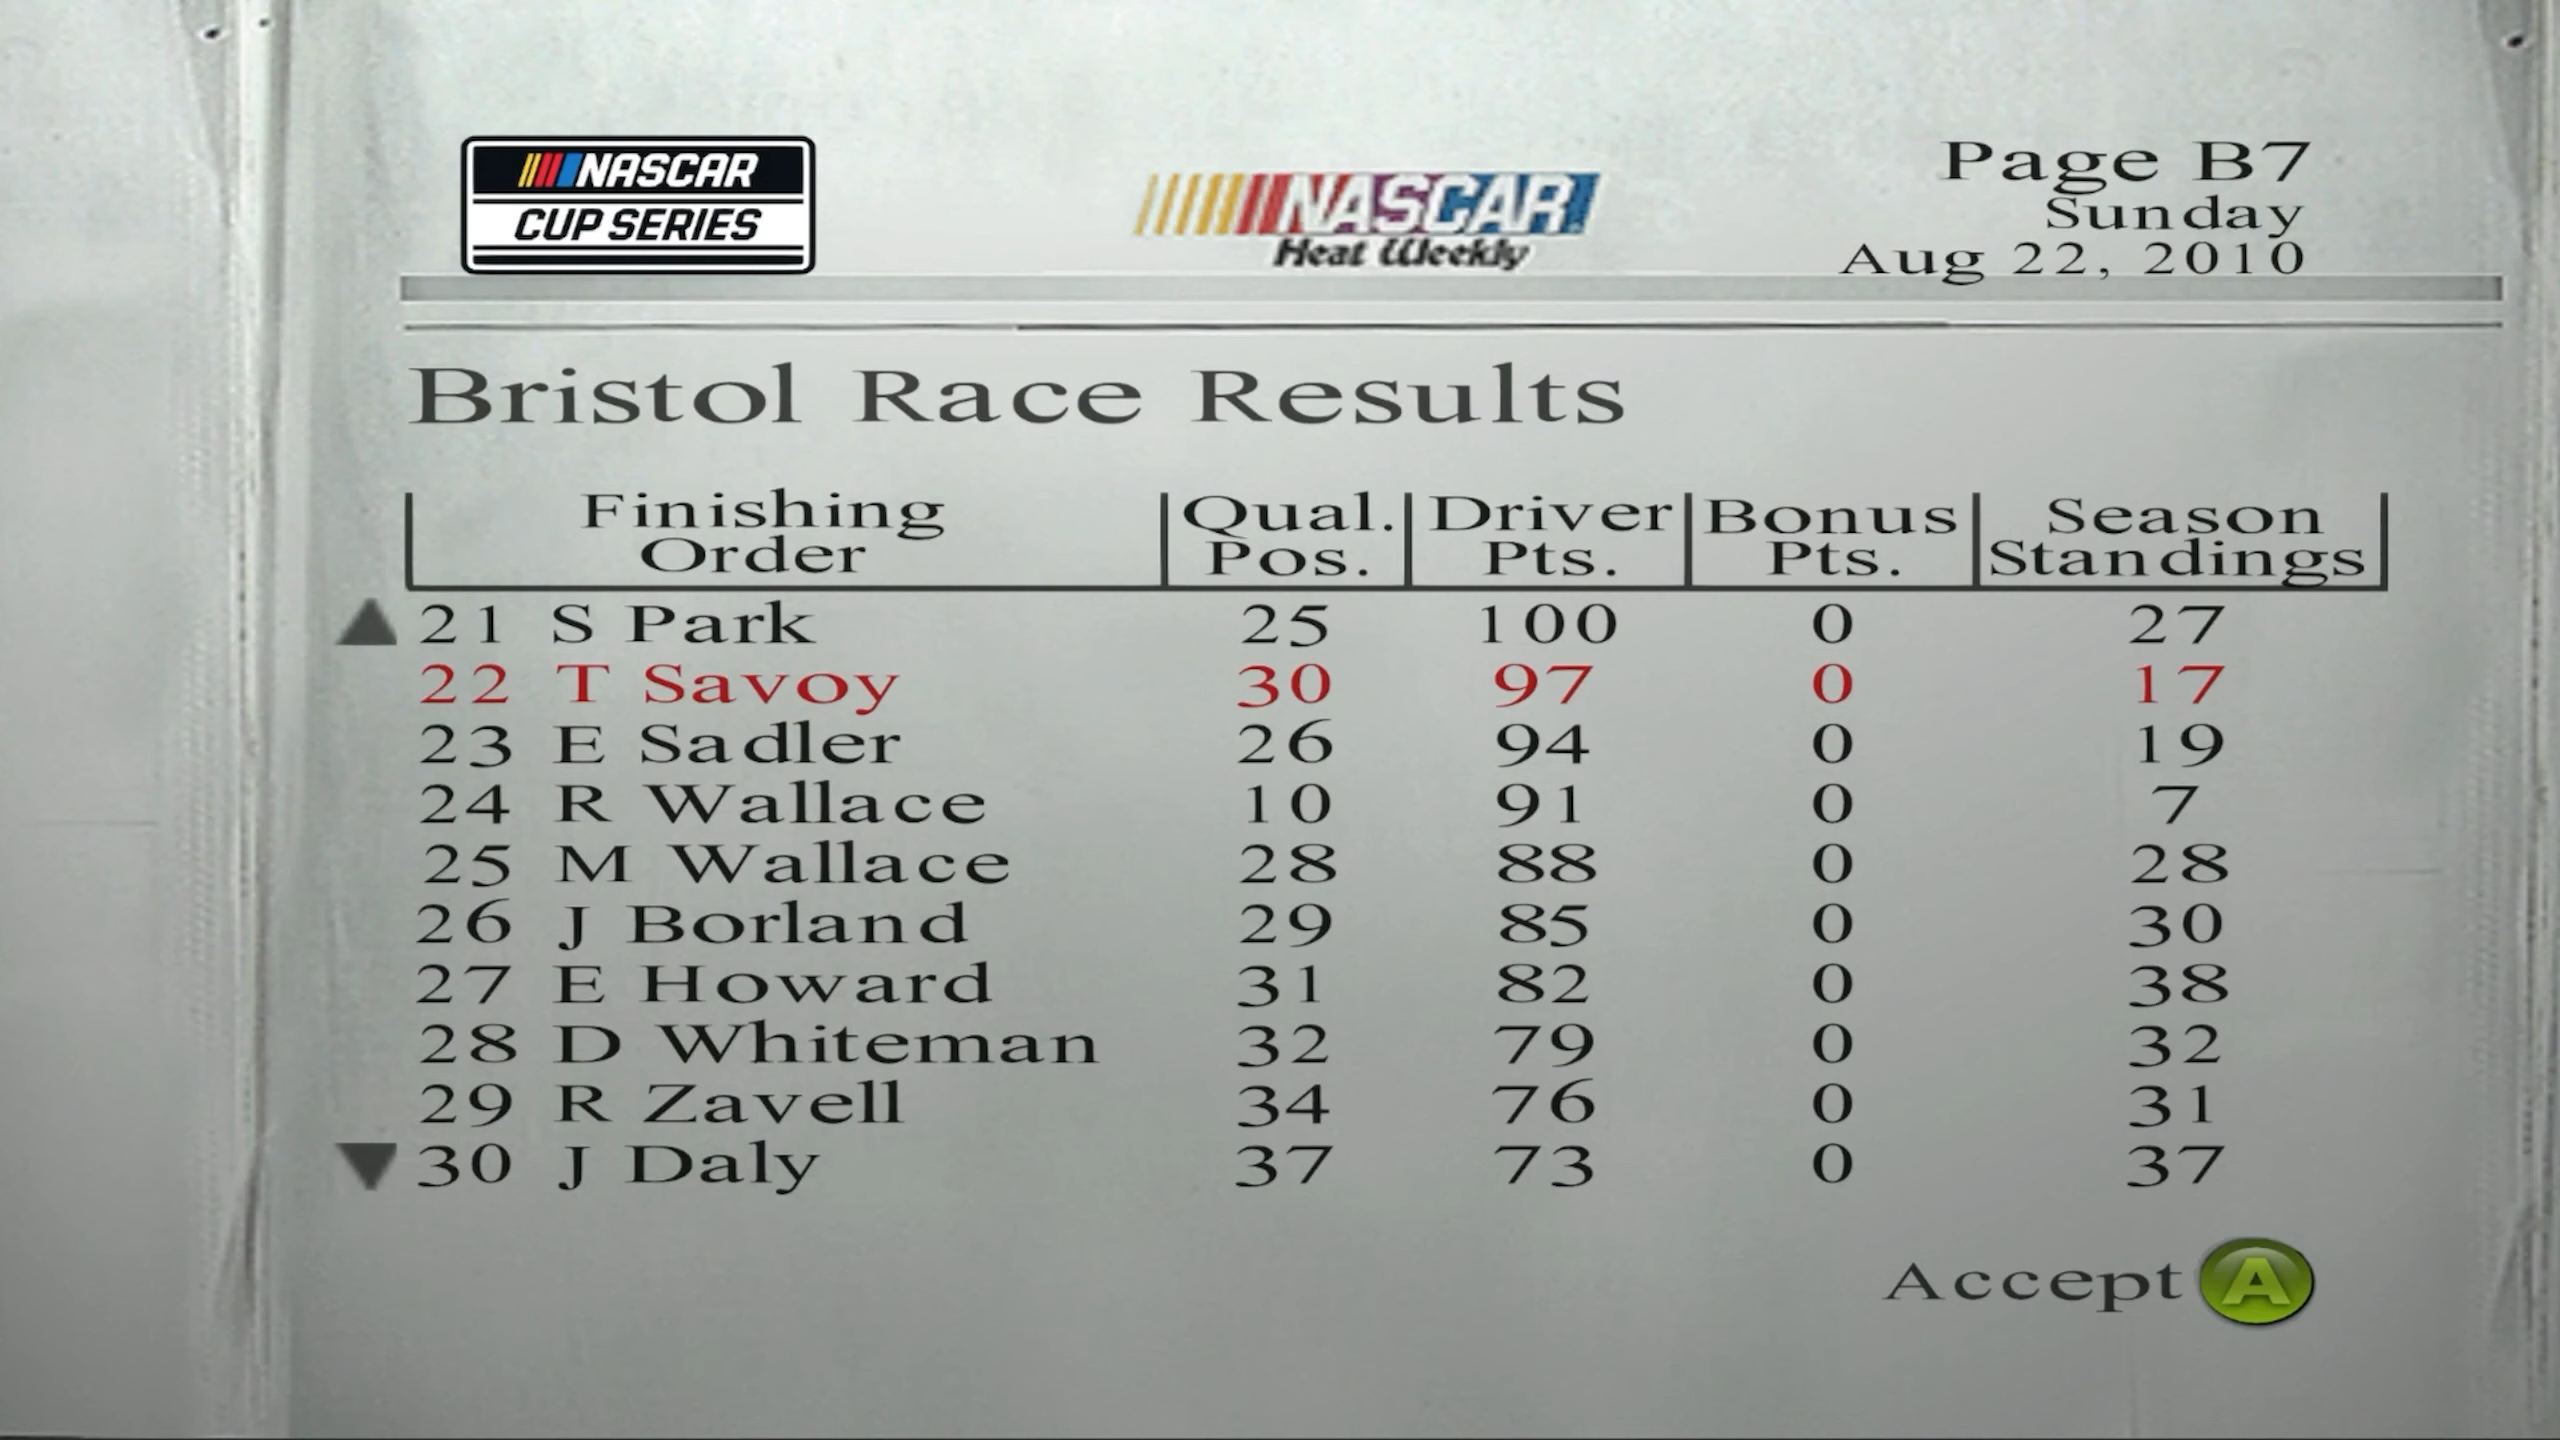 NASCAR
CUP SERIES
NASCAR
Heat Weekly
Page B7
Sunday
Aug 22, 2010
Bristol Race Results
Finishing Order Qual. Pos. Driver Pts. Bonus Pts. Season Standings
21 S Park 25 100 0 27
22 T Savoy 30 97 0 17
23 E Sadler 26 94 0 19
24 R Wallace 10 91 0 7
25 M Wallace 28 88 0 28
26 J Borland 29 85 0 30
27 E Howard 31 82 0 38
28 D Whiteman 32 79 0 32
29 R Zavell 34 76 0 31
30 J Daly 37 73 0 37
Accept A